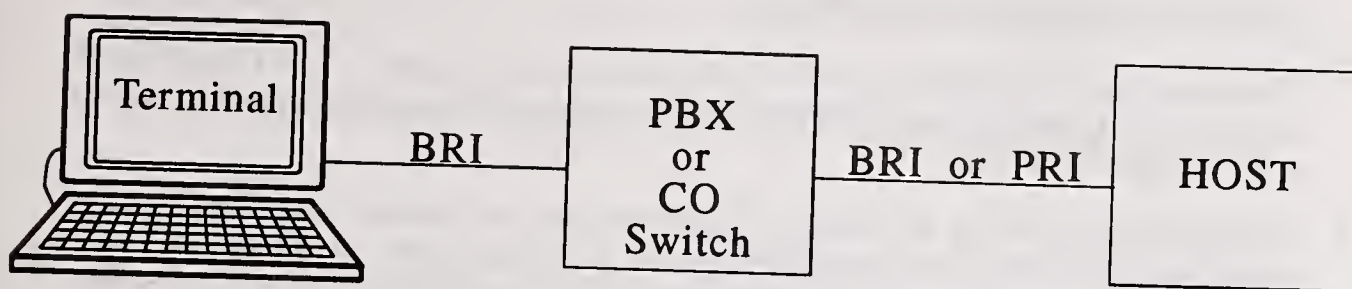 Terminal
BRI
PBX
or
CO
Switch
BRI or PRI
HOST